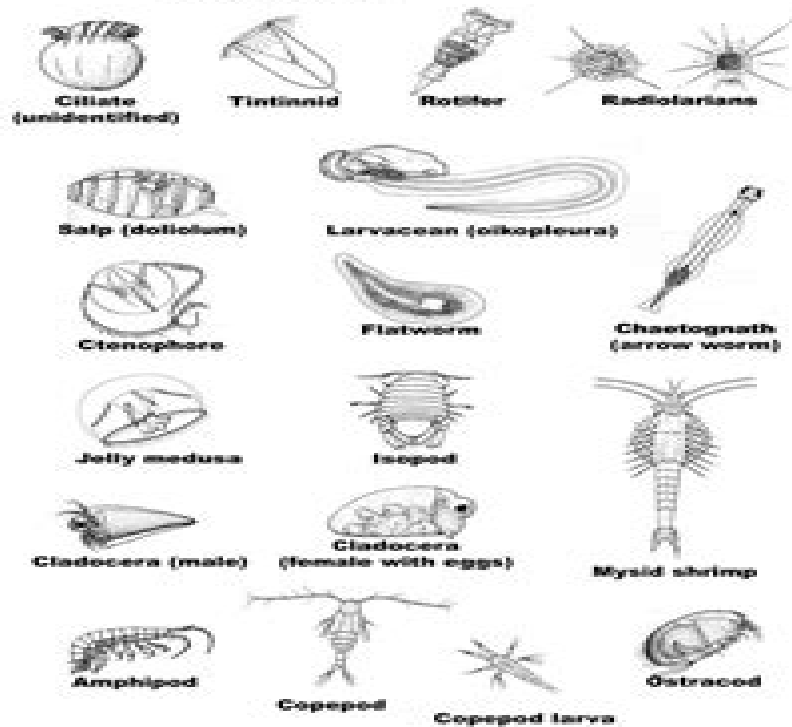 Ciliate
(unidentified)
Tintinnid
Rotifer
Radiolarians
Salp (doliolum)
Larvacean (oikopleura)
Ctenophore
Flatworm
Chaetognath
(arrow worm)
Jelly medusa
Isopod
Cladocera (male)
Cladocera
(female with eggs)
Mysid shrimp
Amphipod
Copepod
Copepod larva
Ostracod